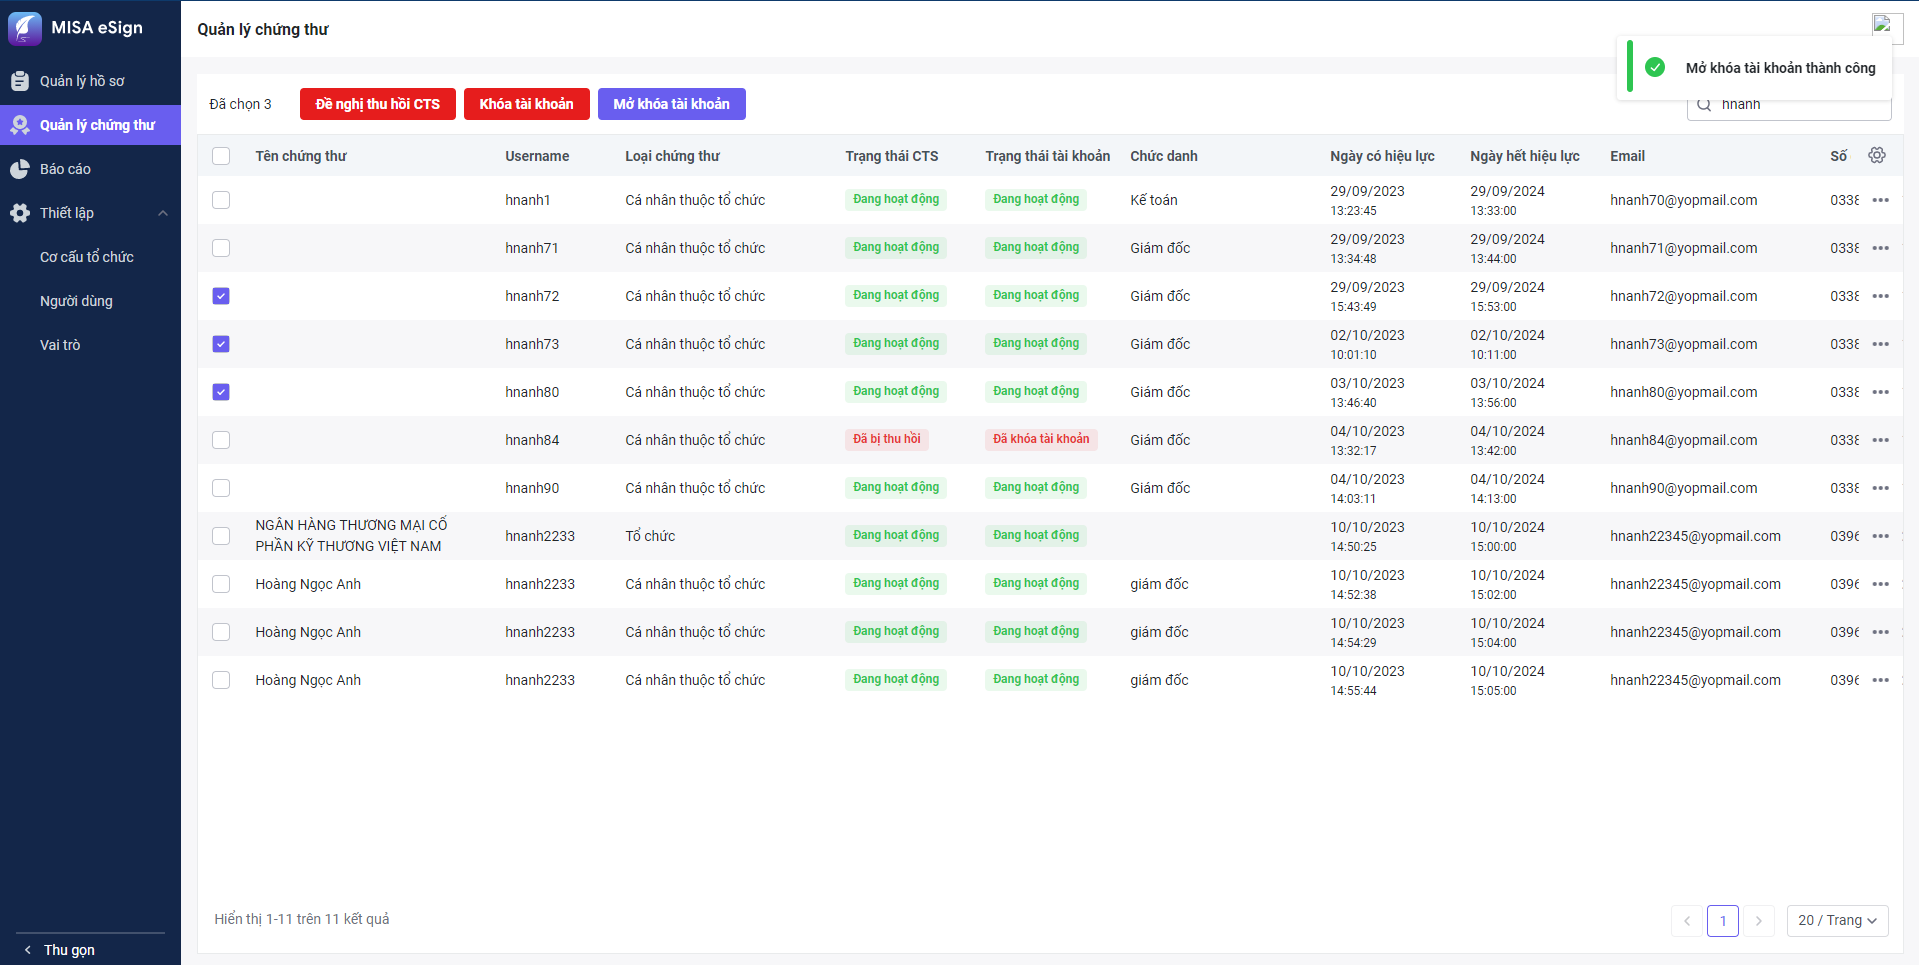 MISA eSign
Quản lý hồ sơ
Quản lý chứng thư
Báo cáo
Thiết lập
Cơ cấu tổ chức
Người dùng
Vai trò
Thu gọn
Quản lý chứng thư
Mở khóa tài khoản thành công
Đã chọn 3 Đề nghị thu hồi CTS Khóa tài khoản Mở khóa tài khoản hnanh
Tên chứng thư Username Loại chứng thư Trạng thái CTS Trạng thái tài khoản Chức danh Ngày có hiệu lực Ngày hết hiệu lực Email Số
hnanh1 Cá nhân thuộc tổ chức Đang hoạt động Đang hoạt động Kế toán 29/09/2023 29/09/2024 hnanh70@yopmail.com 0338
13:23:45 13:33:00
hnanh71 Cá nhân thuộc tổ chức Đang hoạt động Đang hoạt động Giám đốc 29/09/2023 29/09/2024 hnanh71@yopmail.com 0338
13:34:48 13:44:00
hnanh72 Cá nhân thuộc tổ chức Đang hoạt động Đang hoạt động Giám đốc 29/09/2023 29/09/2024 hnanh72@yopmail.com 0338
15:43:49 15:53:00
hnanh73 Cá nhân thuộc tổ chức Đang hoạt động Đang hoạt động Giám đốc 02/10/2023 02/10/2024 hnanh73@yopmail.com 0338
10:01:10 10:11:00
hnanh80 Cá nhân thuộc tổ chức Đang hoạt động Đang hoạt động Giám đốc 03/10/2023 03/10/2024 hnanh80@yopmail.com 0338
13:46:40 13:56:00
hnanh84 Cá nhân thuộc tổ chức Đã bị thu hồi Đã khóa tài khoản Giám đốc 04/10/2023 04/10/2024 hnanh84@yopmail.com 0338
13:32:17 13:42:00
hnanh90 Cá nhân thuộc tổ chức Đang hoạt động Đang hoạt động Giám đốc 04/10/2023 04/10/2024 hnanh90@yopmail.com 0338
14:03:11 14:13:00
NGÂN HÀNG THƯƠNG MẠI CỔ
PHẦN KỸ THƯƠNG VIỆT NAM hnanh2233 Tổ chức Đang hoạt động Đang hoạt động 10/10/2023 10/10/2024 hnanh22345@yopmail.com 0396
14:50:25 15:00:00
Hoàng Ngọc Anh hnanh2233 Cá nhân thuộc tổ chức Đang hoạt động Đang hoạt động giám đốc 10/10/2023 10/10/2024 hnanh22345@yopmail.com 0396
14:52:38 15:02:00
Hoàng Ngọc Anh hnanh2233 Cá nhân thuộc tổ chức Đang hoạt động Đang hoạt động giám đốc 10/10/2023 10/10/2024 hnanh22345@yopmail.com 0396
14:54:29 15:04:00
Hoàng Ngọc Anh hnanh2233 Cá nhân thuộc tổ chức Đang hoạt động Đang hoạt động giám đốc 10/10/2023 10/10/2024 hnanh22345@yopmail.com 0396
14:55:44 15:05:00
Hiển thị 1-11 trên 11 kết quả 1 20 / Trang